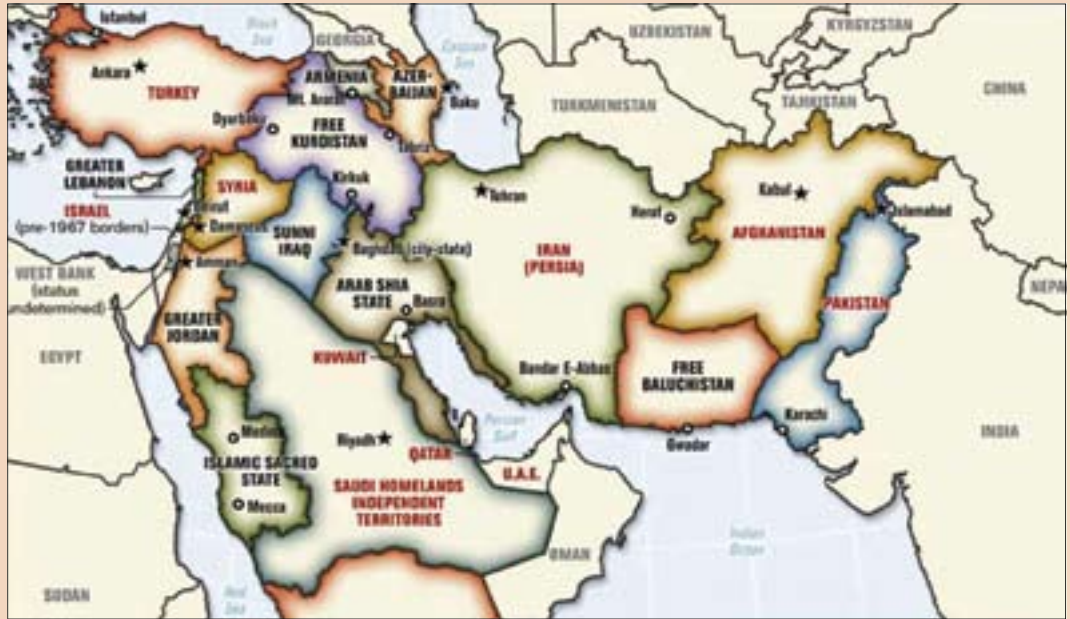 Istanbul
Black
Sea
GEORGIA
Caspian
Sea
UZBEKISTAN
KYRGYZSTAN
Ankara
TURKEY
ARMENIA
Mt. Ararat
AZER-
BAIJAN
Baku
TURKMENISTAN
TAJIKISTAN
CHINA
Dyarbakir
FREE
KURDISTAN
Tabriz
GREATER
LEBANON
SYRIA
Kirkuk
Tehran
Herat
Kabul
Islamabad
ISRAEL
(pre-1967 borders)
Beirut
Damascus
SUNNI
IRAQ
Baghdad (city-state)
IRAN
(PERSIA)
AFGHANISTAN
WEST BANK
(status
undetermined)
Amman
ARAB SHIA
STATE
Basra
PAKISTAN
NEPA
GREATER
JORDAN
EGYPT
KUWAIT
Bandar E-Abbas
FREE
BALUCHISTAN
Karachi
Gwadar
INDIA
Medina
Riyadh
Persian
Gulf
QATAR
U.A.E.
ISLAMIC SACRED
STATE
Mecca
SAUDI HOMELANDS
INDEPENDENT
TERRITORIES
OMAN
Indian
Ocean
SUDAN
Red
Sea